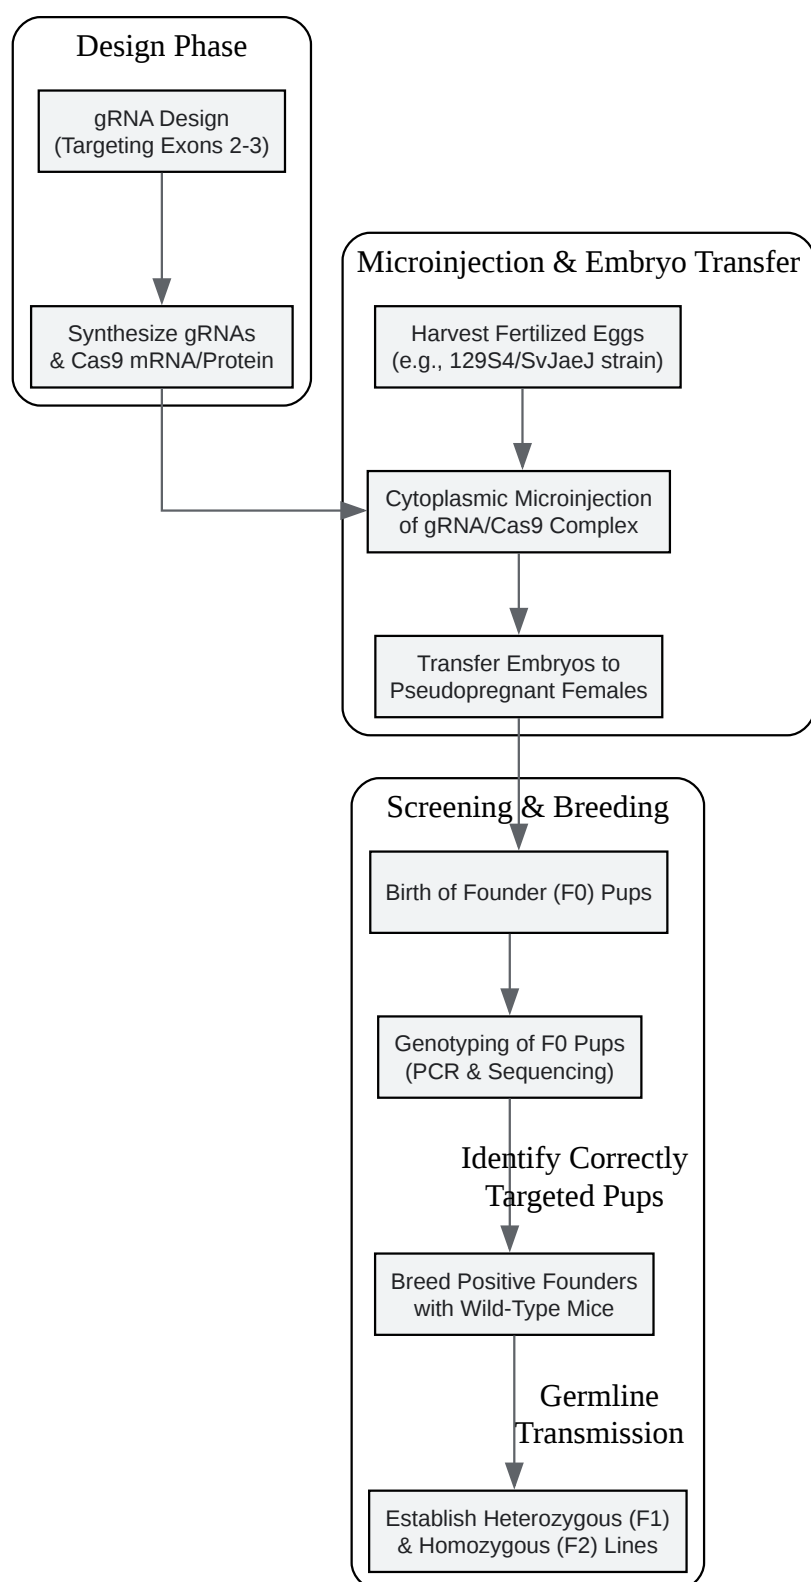 Design Phase
gRNA Design
(Targeting Exons 2-3)
Synthesize gRNAs
& Cas9 mRNA/Protein
Microinjection & Embryo Transfer
Harvest Fertilized Eggs
(e.g., 129S4/SvJaeJ strain)
Cytoplasmic Microinjection
of gRNA/Cas9 Complex
Transfer Embryos to
Pseudopregnant Females
Screening & Breeding
Birth of Founder (F0) Pups
Genotyping of F0 Pups
(PCR & Sequencing)
Identify Correctly
Targeted Pups
Breed Positive Founders
with Wild-Type Mice
Germline
Transmission
Establish Heterozygous (F1)
& Homozygous (F2) Lines